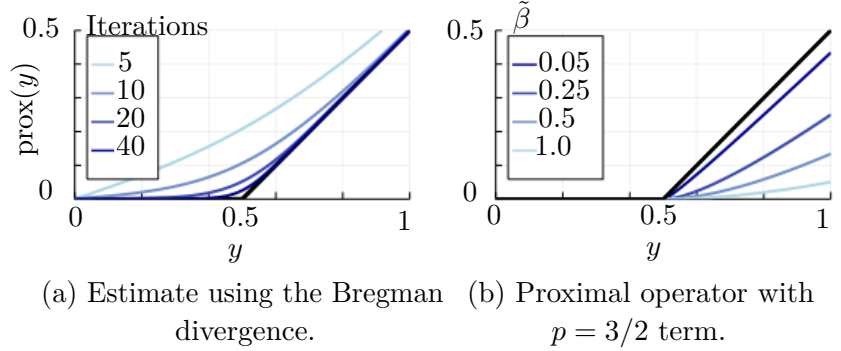 Iterations
0.5
5
10
20
40
prox(y)
0
0
0.5
1
y
(a) Estimate using the Bregman
divergence.
β̃
0.5
0.05
0.25
0.5
1.0
0
0
0.5
1
y
(b) Proximal operator with
p = 3/2 term.